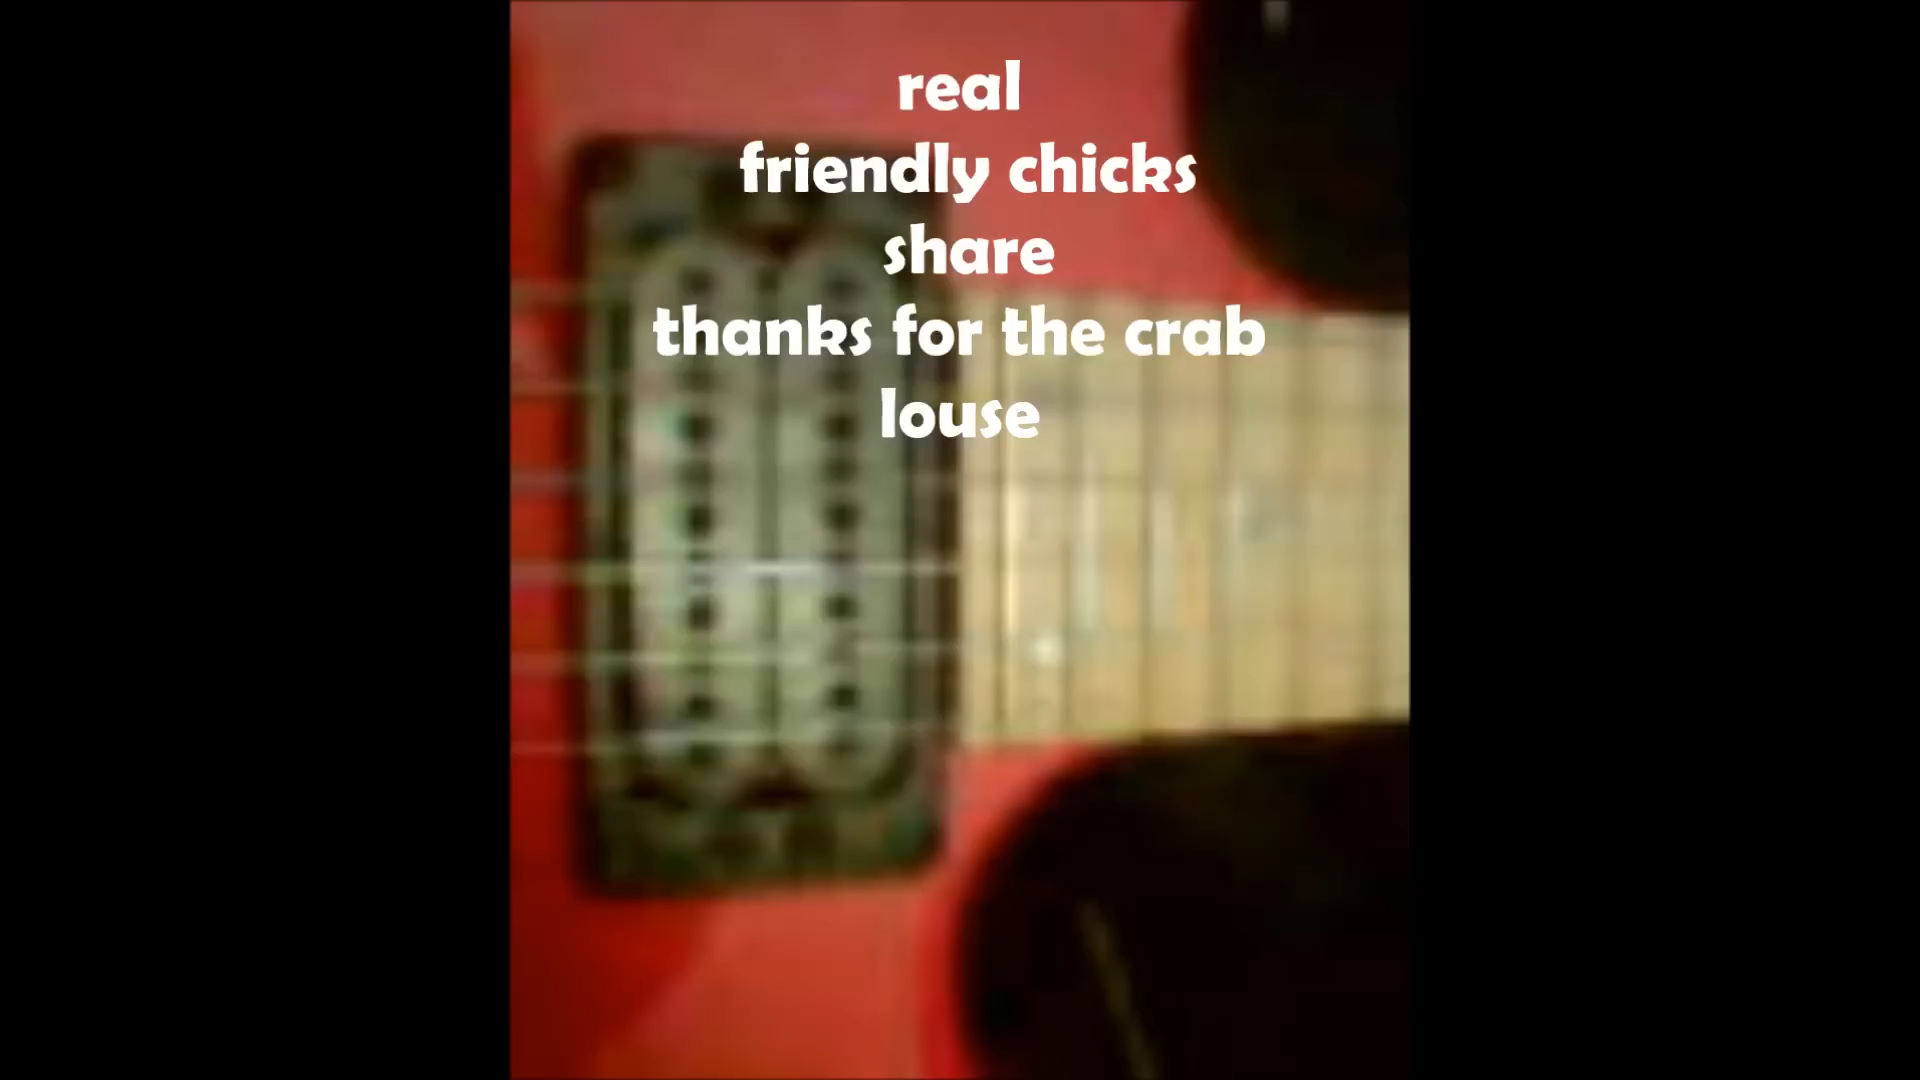 real
friendly chicks
share
thanks for the crab
louse